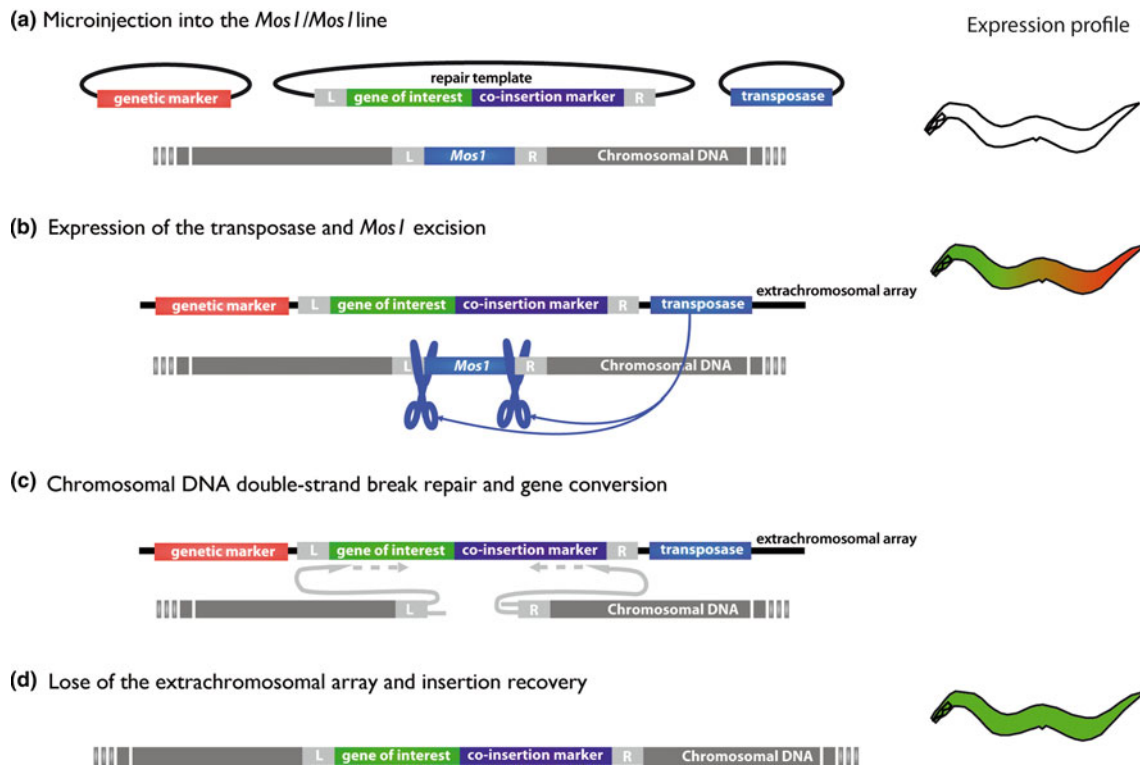 (a) Microinjection into the Mos1/Mos1 line
Expression profile
repair template
genetic marker
L gene of interest co-insertion marker R
transposase
L Mos1 R Chromosomal DNA
(b) Expression of the transposase and Mos1 excision
extrachromosomal array
genetic marker L gene of interest co-insertion marker R transposase
L Mos1 R Chromosomal DNA
(c) Chromosomal DNA double-strand break repair and gene conversion
extrachromosomal array
genetic marker L gene of interest co-insertion marker R transposase
L R Chromosomal DNA
(d) Lose of the extrachromosomal array and insertion recovery
L gene of interest co-insertion marker R Chromosomal DNA